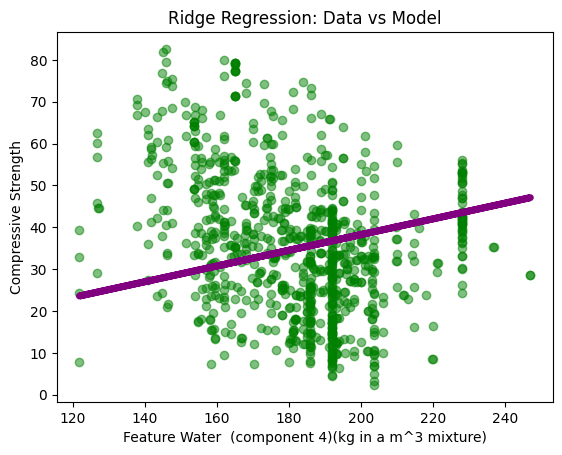 Ridge Regression: Data vs Model
Compressive Strength
80
70
60
50
40
30
20
10
0
120 140 160 180 200 220 240
Feature Water  (component 4)(kg in a m^3 mixture)